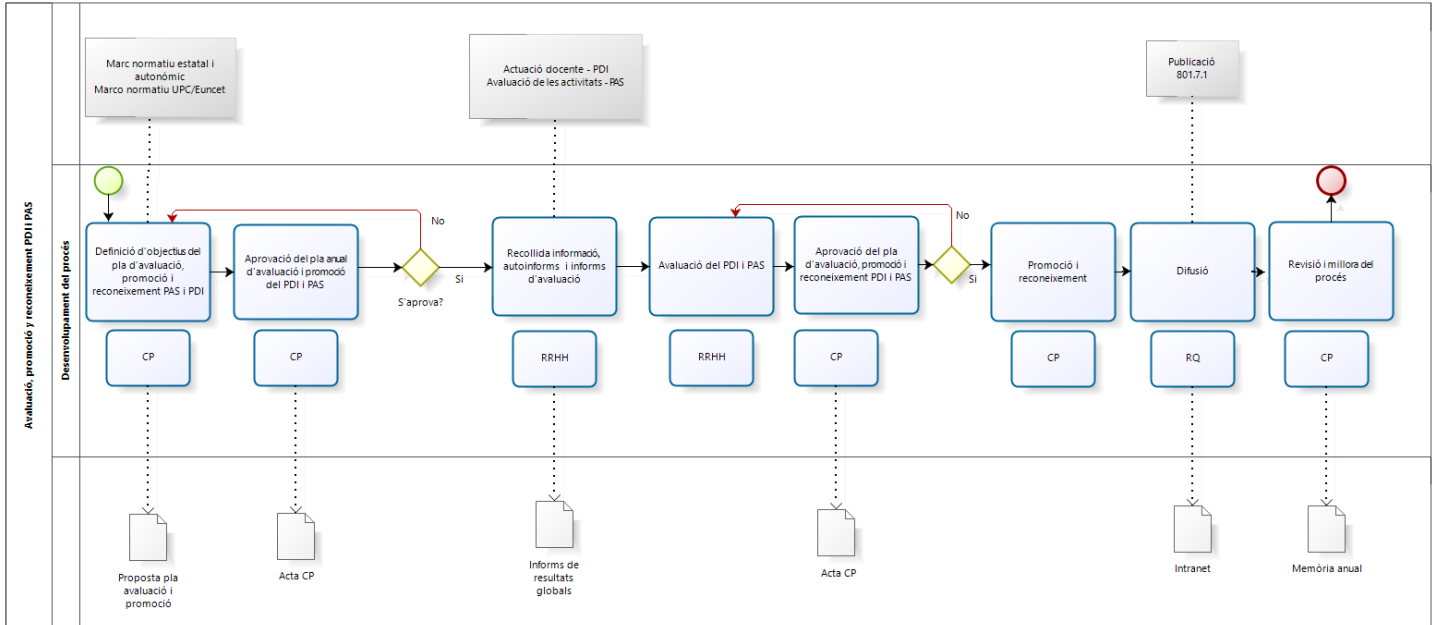 Avaluació, promoció y reconeixement PDI I PAS
Desenvolupament del procés
Marc normatiu estatal i
autonómic
Marco normatiu UPC/Euncet
Actuació docente - PDI
Avaluació de les activitats - PAS
Publicació
801.7.1
Definició d'objectius del
pla d'avaluació,
promoció i
reconeixement PAS i PDI
Aprovació del pla anual
d'avaluació i promoció
del PDI i PAS
No
Si
S'aprova?
Recollida informació,
autoinforms i informs
d'avaluació
Avaluació del PDI i PAS
Aprovació del pla
d'avaluació, promoció i
reconeixement PDI i PAS
No
Si
Promoció i
reconeixement
Difusió
Revisió i millora del
procés
CP
CP
RRHH
RRHH
CP
CP
RQ
CP
Proposta pla
avaluació i
promoció
Acta CP
Informs de
resultats
globals
Acta CP
Intranet
Memòria anual